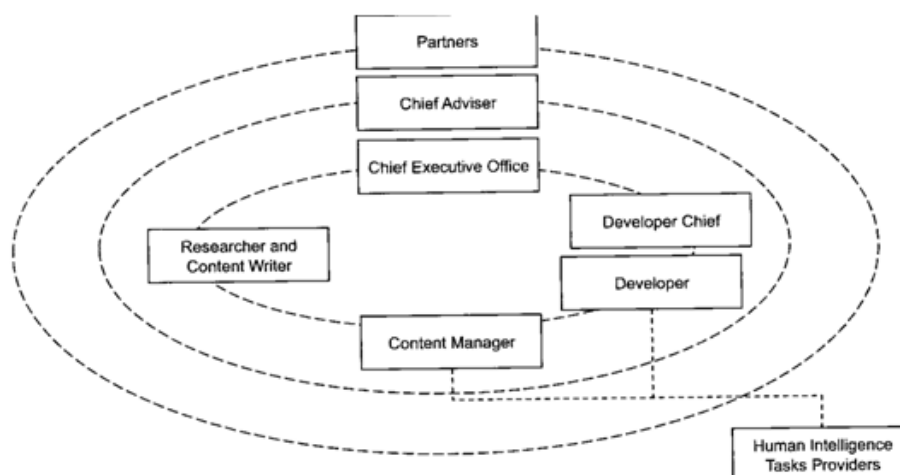 Partners
Chief Adviser
Chief Executive Office
Developer Chief
Researcher and
Content Writer
Developer
Content Manager
Human Intelligence
Tasks Providers